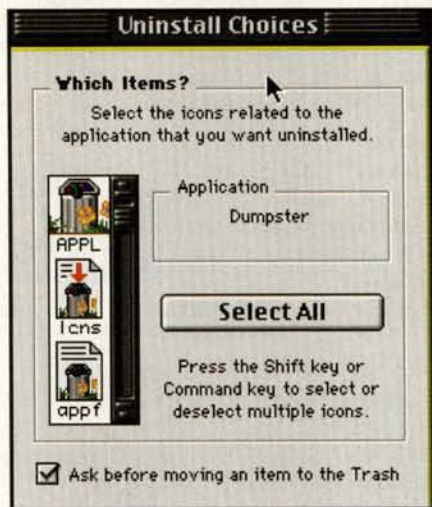 Uninstall Choices
Which Items?
Select the icons related to the
application that you want uninstalled.
APPL
Icns
appf
Application
Dumpster
Select All
Press the Shift key or
Command key to select or
deselect multiple icons.
Ask before moving an item to the Trash